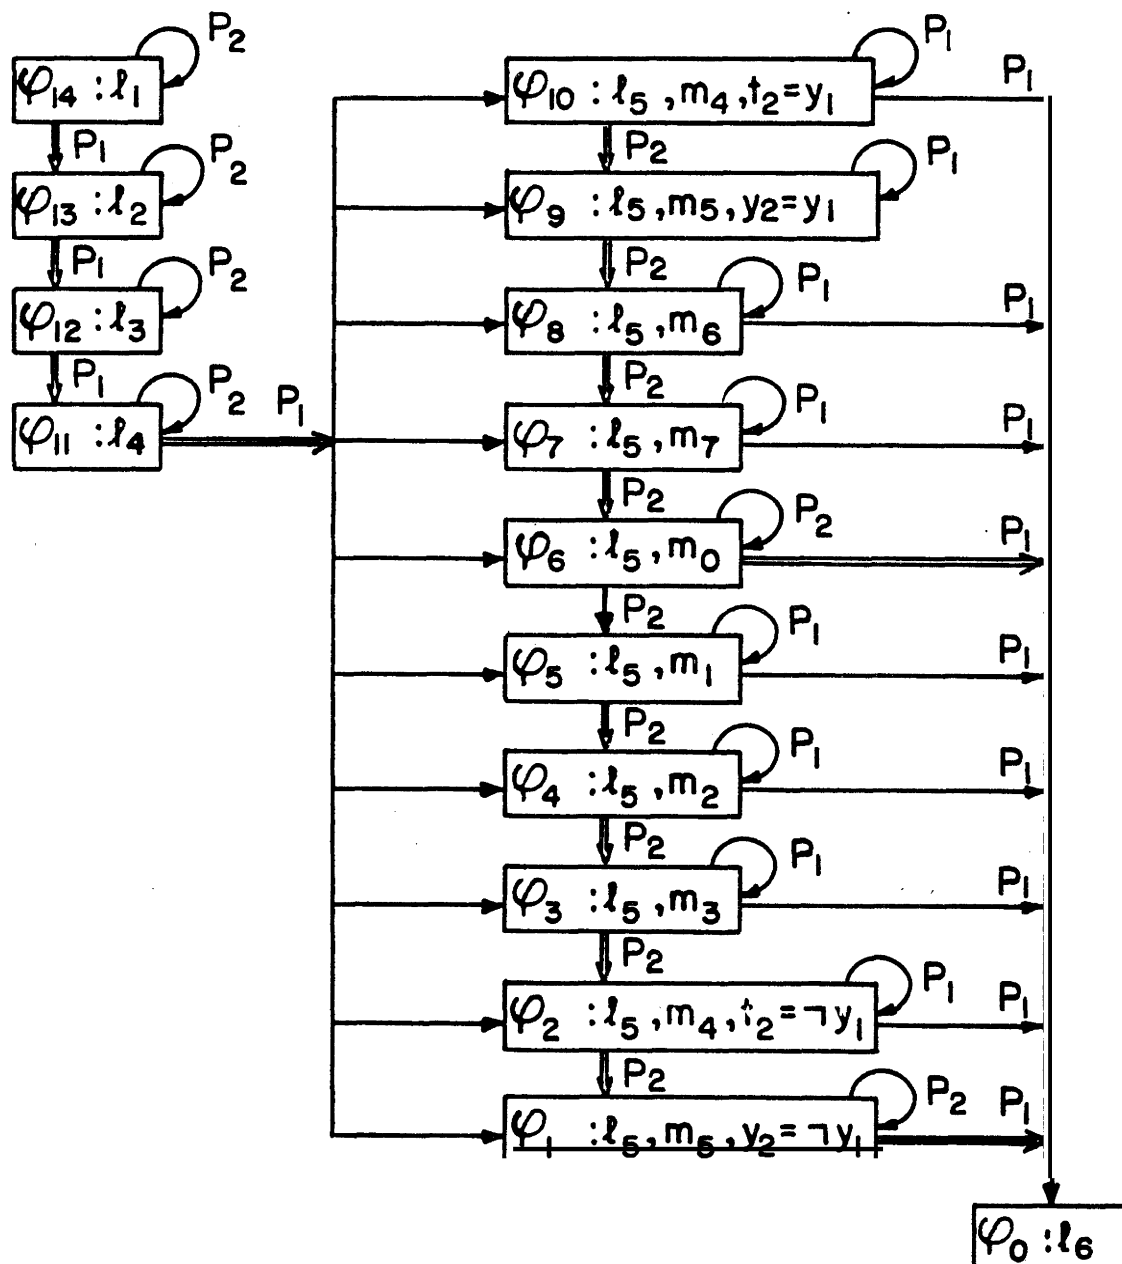 P₂
φ₁₄ : ℓ₁
P₁
P₂
φ₁₃ : ℓ₂
P₁
P₂
φ₁₂ : ℓ₃
P₁
P₂
φ₁₁ : ℓ₄
P₁
P₁
P₁
φ₁₀ : ℓ₅ , m₄ , t₂ = y₁
P₂
P₁
φ₉ : ℓ₅ , m₅ , y₂ = y₁
P₂
P₁
P₁
φ₈ : ℓ₅ , m₆
P₂
P₁
P₁
φ₇ : ℓ₅ , m₇
P₂
P₂
P₁
φ₆ : ℓ₅ , m₀
P₂
P₁
P₁
φ₅ : ℓ₅ , m₁
P₂
P₁
P₁
φ₄ : ℓ₅ , m₂
P₂
P₁
P₁
φ₃ : ℓ₅ , m₃
P₂
P₁
P₁
φ₂ : ℓ₅ , m₄ , t₂ = ¬ y₁
P₂
P₂
P₁
φ₁ : ℓ₅ , m₅ , y₂ = ¬ y₁
φ₀ : ℓ₆